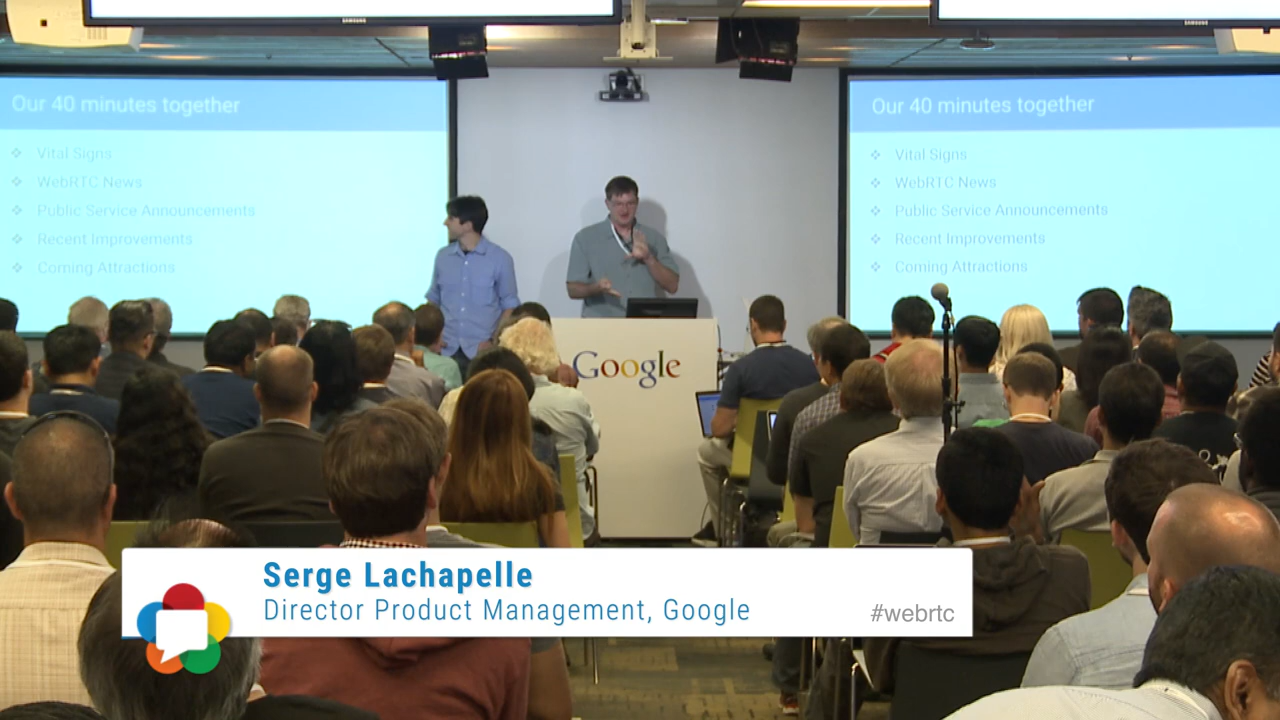 SAMSUNG
SAMSUNG
Our 40 minutes together
❖ Vital Signs
❖ WebRTC News
❖ Public Service Announcements
❖ Recent Improvements
❖ Coming Attractions
Our 40 minutes together
❖ Vital Signs
❖ WebRTC News
❖ Public Service Announcements
❖ Recent Improvements
❖ Coming Attractions
Google
Serge Lachapelle
Director Product Management, Google
#webrtc